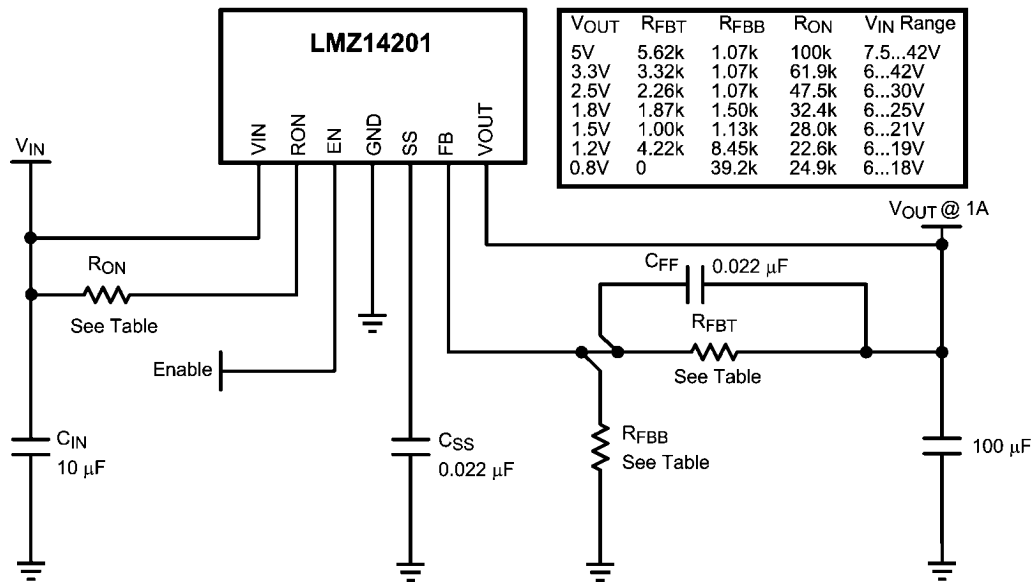 LMZ14201
VIN
RON
EN
GND
SS
FB
VOUT
VOUT RFBT RFBB RON VIN Range
5V 5.62k 1.07k 100k 7.5...42V
3.3V 3.32k 1.07k 61.9k 6...42V
2.5V 2.26k 1.07k 47.5k 6...30V
1.8V 1.87k 1.50k 32.4k 6...25V
1.5V 1.00k 1.13k 28.0k 6...21V
1.2V 4.22k 8.45k 22.6k 6...19V
0.8V 0 39.2k 24.9k 6...18V
VIN
VOUT @ 1A
RON
See Table
CFF
0.022 μF
RFBT
See Table
Enable
CIN
10 μF
CSS
0.022 μF
RFBB
See Table
100 μF